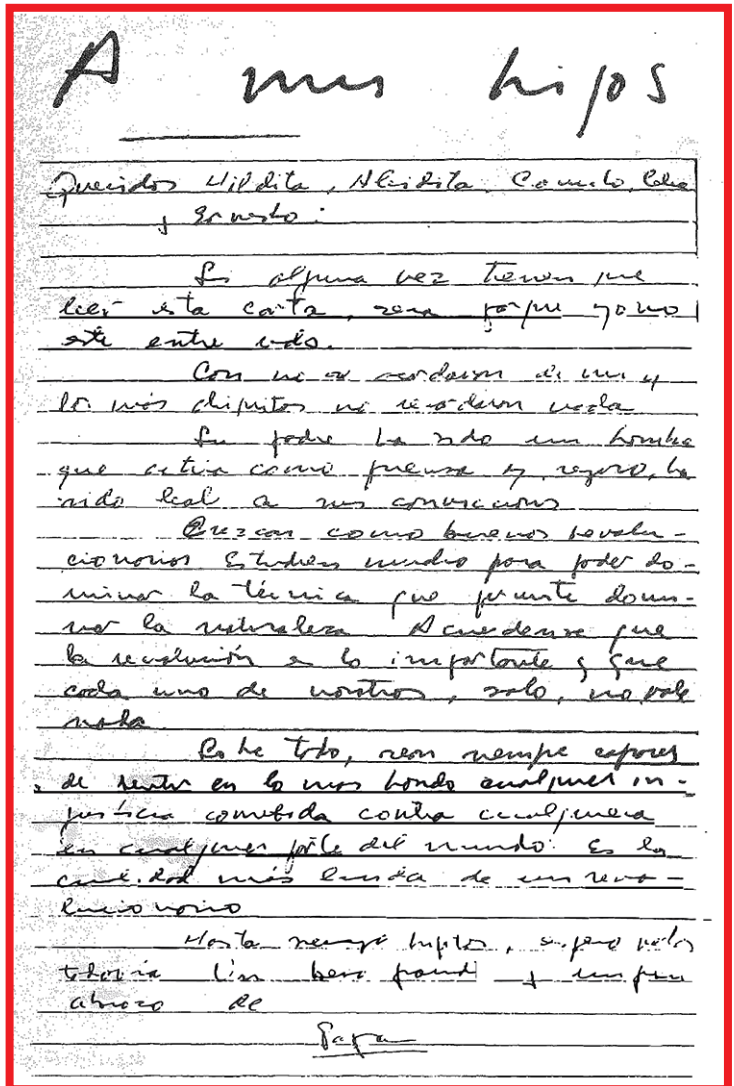 A mis hijos
Queridos Hildita, Aleidita, Camilo, Celia
y Ernesto:
Si alguna vez tienen que
leer esta carta, será porque yo no
esté entre Uds.
Casi no se acordarán de mi y
los más chiquitos no recordarán nada
Su padre ha sido un hombre
que actúa como piensa y, seguro, ha
sido leal a sus convicciones
Crezcan como buenos revolu-
cionarios Estudien mucho para poder do-
minar la técnica que permite domi-
nar la naturaleza Acuerdense que
la revolución es lo importante y que
cada uno de nosotros, solo, no vale
nada
Sobre todo, sean siempre capaces
de sentir en lo mas hondo cualquier in-
justicia cometida contra cualquiera
en cualquier parte del mundo. Es la
cualidad más linda de un revo-
lucionario
Hasta siempre hijitos, espero verlos
todavía Un beso grande y un gran
abrazo de
Papa